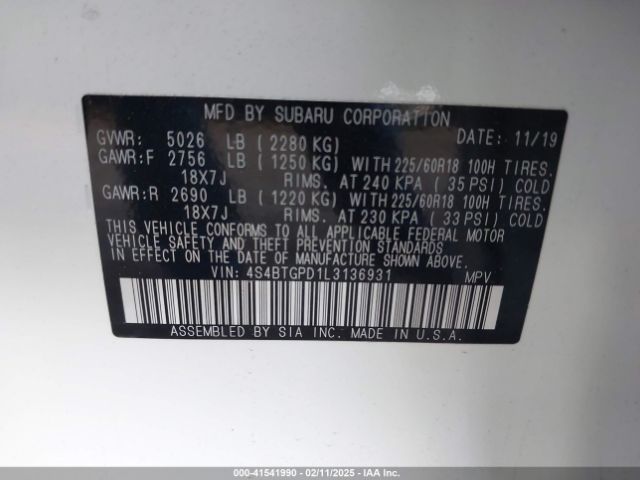 MFD BY SUBARU CORPORATION
GVWR: 5026 LB ( 2280 KG) DATE: 11/19
GAWR:F 2756 LB ( 1250 KG) WITH 225/60R18 100H TIRES.
18X7J RIMS. AT 240 KPA ( 35 PSI) COLD
GAWR:R 2690 LB ( 1220 KG) WITH 225/60R18 100H TIRES.
18X7J RIMS. AT 230 KPA ( 33 PSI) COLD
THIS VEHICLE CONFORMS TO ALL APPLICABLE FEDERAL MOTOR
VEHICLE SAFETY AND THEFT PREVENTION STANDARDS
IN EFFECT ON THE DATE OF MANUFACTURE SHOWN ABOVE.
VIN: 4S4BTGPD1L3136931 MPV
ASSEMBLED BY SIA INC. MADE IN U.S.A.
000-41541990 - 02/11/2025 - IAAI.com